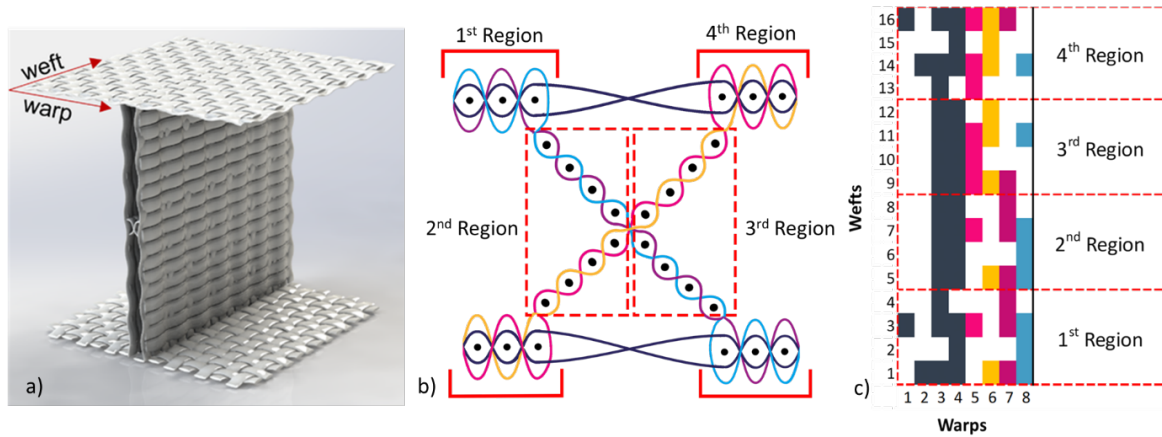 weft
warp
a)
1st Region
4th Region
2nd Region
3rd Region
b)
c)
Wefts
16
15
14
13
12
11
10
9
8
7
6
5
4
3
2
1
4th Region
3rd Region
2nd Region
1st Region
1 2 3 4 5 6 7 8
Warps